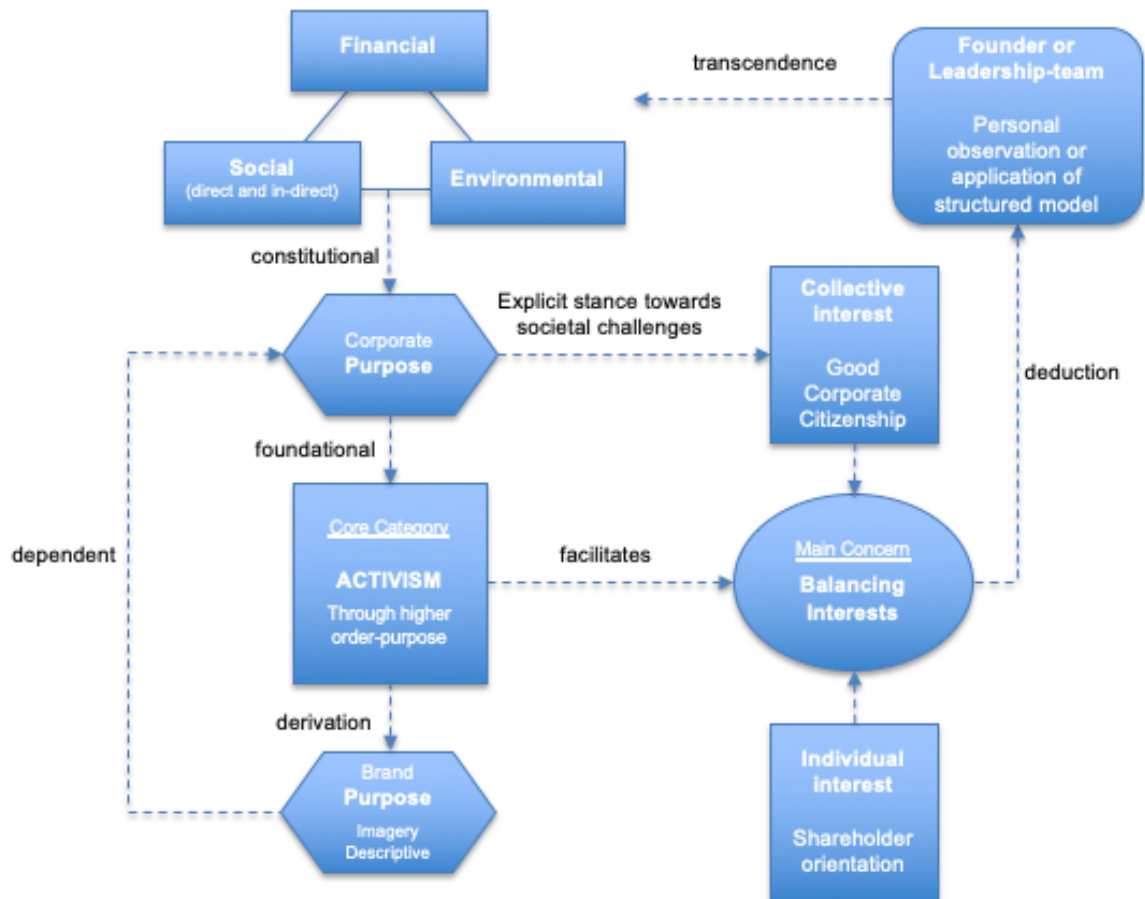 Financial
Social
(direct and in-direct)
Environmental
transcendence
Founder or
Leadership-team
Personal
observation or
application of
structured model
constitutional
Corporate
Purpose
Explicit stance towards
societal challenges
Collective
interest
Good
Corporate
Citizenship
deduction
foundational
Core Category
ACTIVISM
Through higher
order-purpose
dependent
facilitates
Main Concern
Balancing
Interests
derivation
Brand
Purpose
Imagery
Descriptive
Individual
interest
Shareholder
orientation